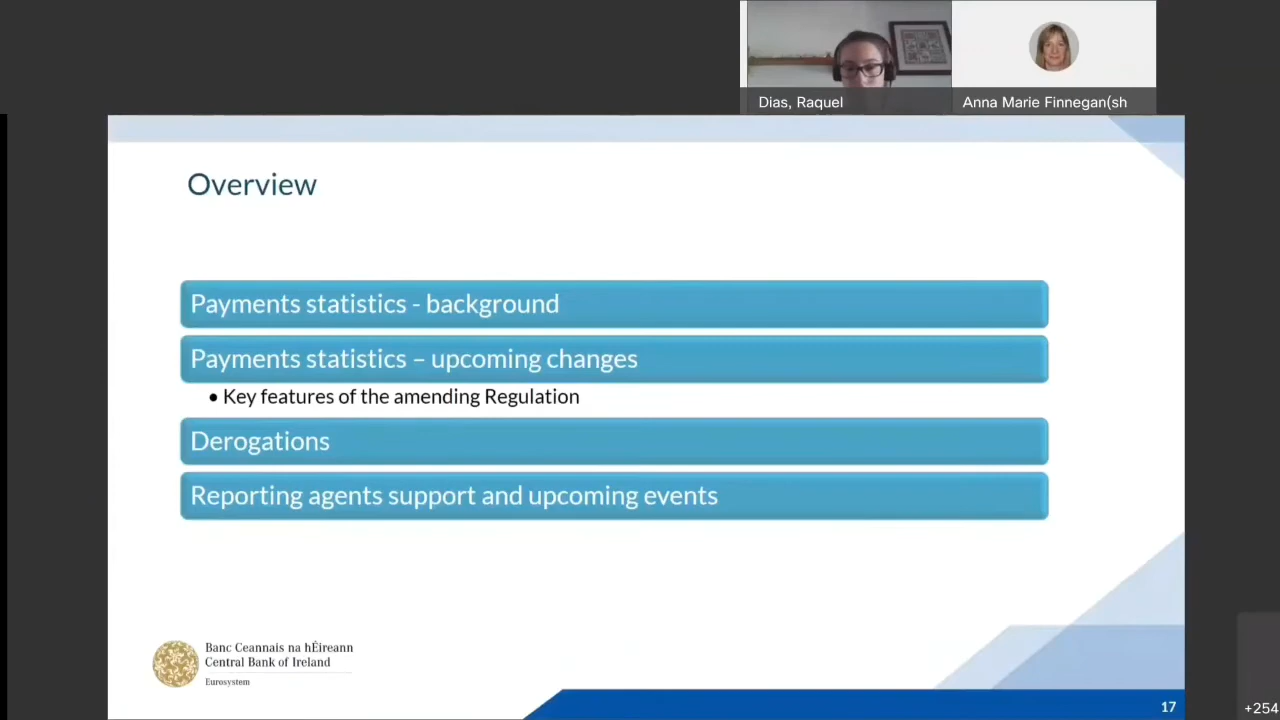 Dias, Raquel
Anna Marie Finnegan(sh
Overview
Payments statistics - background
Payments statistics – upcoming changes
• Key features of the amending Regulation
Derogations
Reporting agents support and upcoming events
Banc Ceannais na hÉireann
Central Bank of Ireland
Eurosystem
17
+254